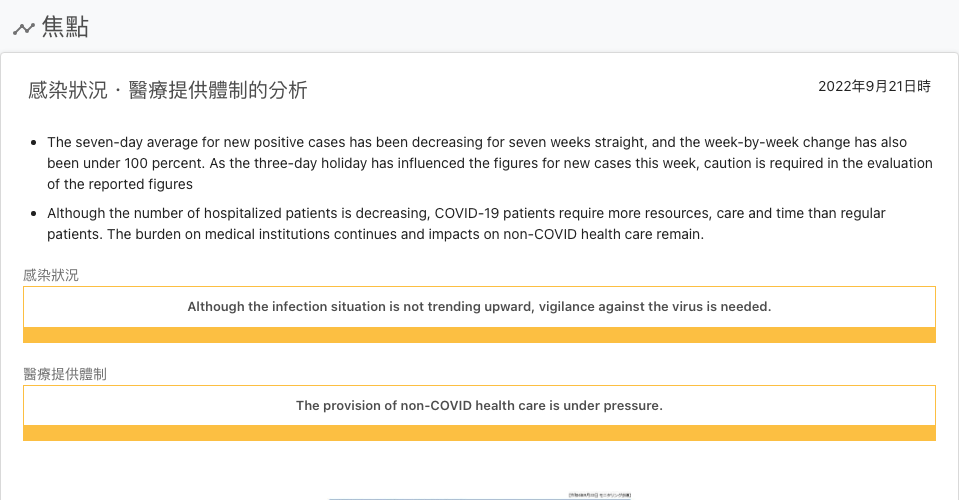 焦點
感染狀況・醫療提供體制的分析
2022年9月21日時
The seven-day average for new positive cases has been decreasing for seven weeks straight, and the week-by-week change has also
been under 100 percent. As the three-day holiday has influenced the figures for new cases this week, caution is required in the evaluation
of the reported figures
Although the number of hospitalized patients is decreasing, COVID-19 patients require more resources, care and time than regular
patients. The burden on medical institutions continues and impacts on non-COVID health care remain.
感染狀況
Although the infection situation is not trending upward, vigilance against the virus is needed.
醫療提供體制
The provision of non-COVID health care is under pressure.